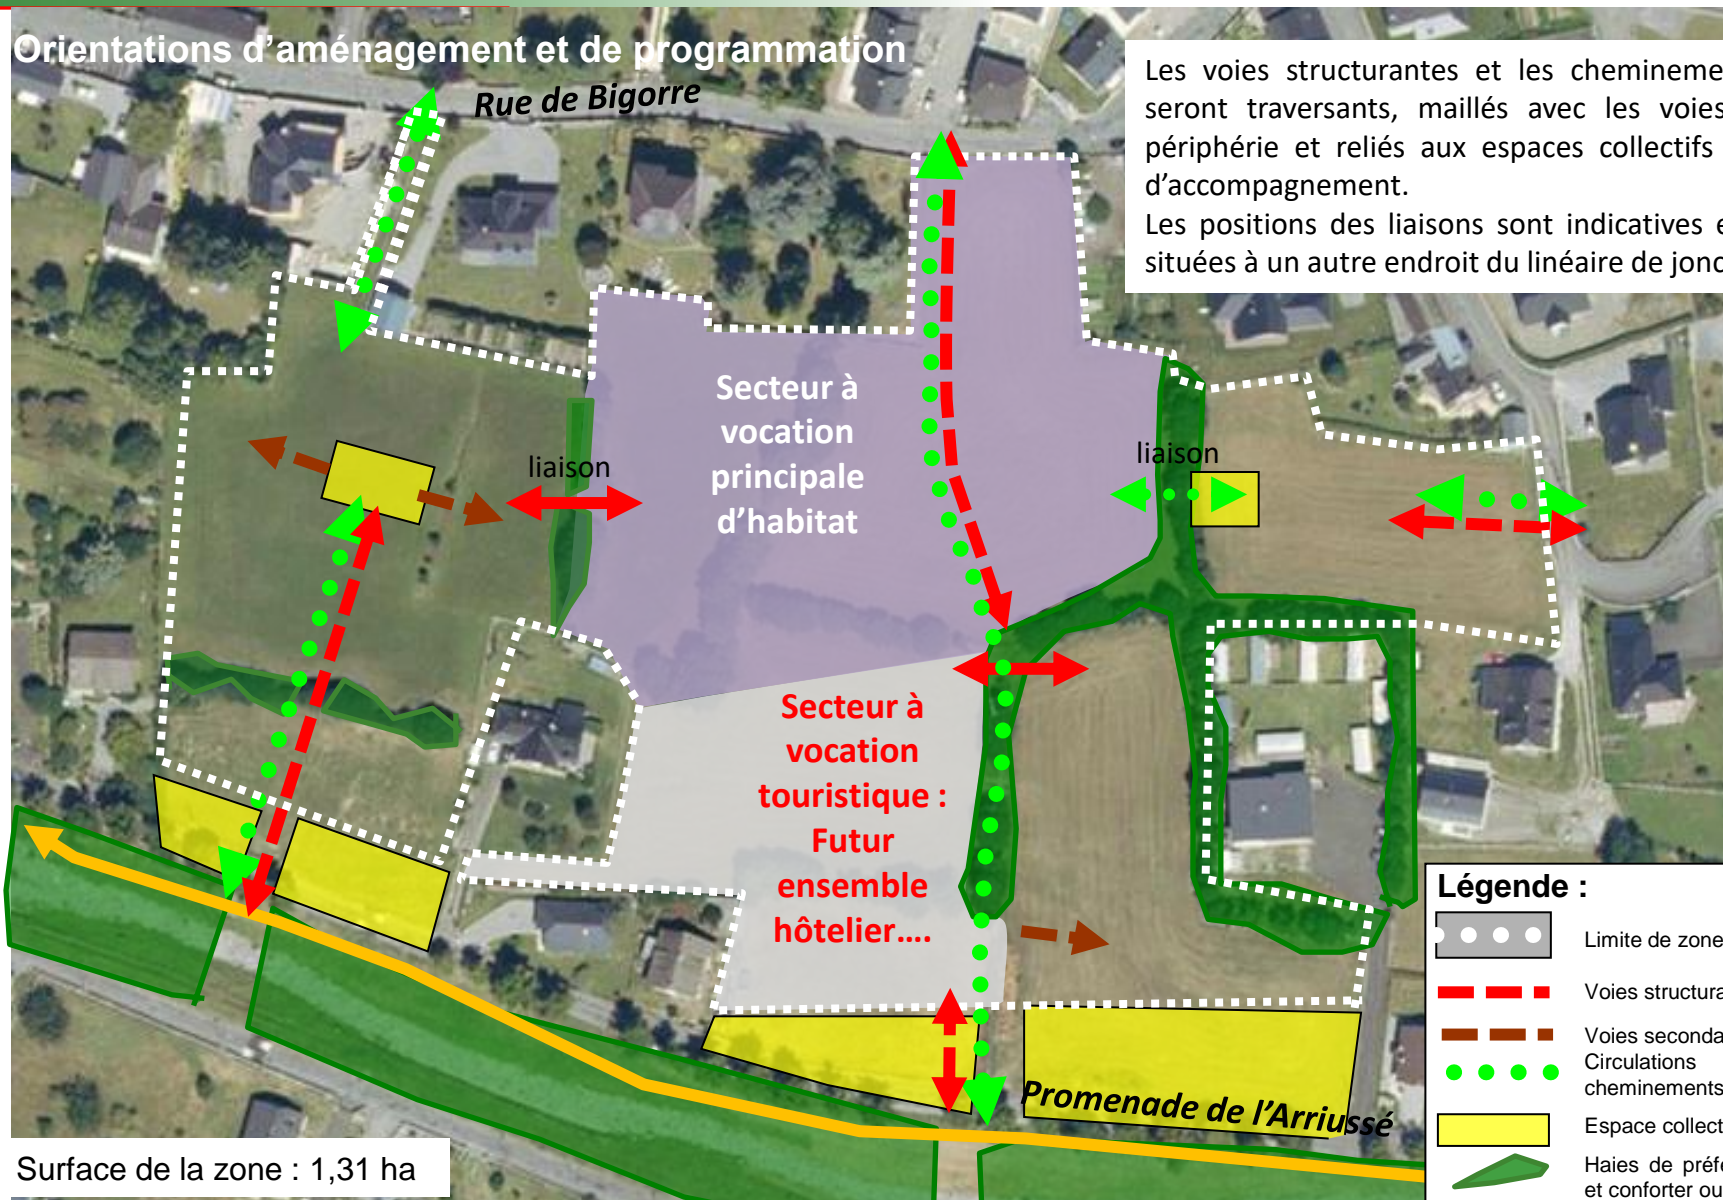 Orientations d'aménagement et de programmation
Rue de Bigorre
Les voies structurantes et les chemineme
seront traversants, maillés avec les voies
périphérie et reliés aux espaces collectifs
d'accompagnement.
Les positions des liaisons sont indicatives e
situées à un autre endroit du linéaire de jonc
Secteur à
vocation
principale
d'habitat
liaison
liaison
Secteur à
vocation
touristique :
Futur
ensemble
hôtelier....
Promenade de l'Arriussé
Légende :
Limite de zone
Voies structura
Voies seconda
Circulations
cheminements
Espace collect
Haies de préfé
et conforter ou
Surface de la zone : 1,31 ha